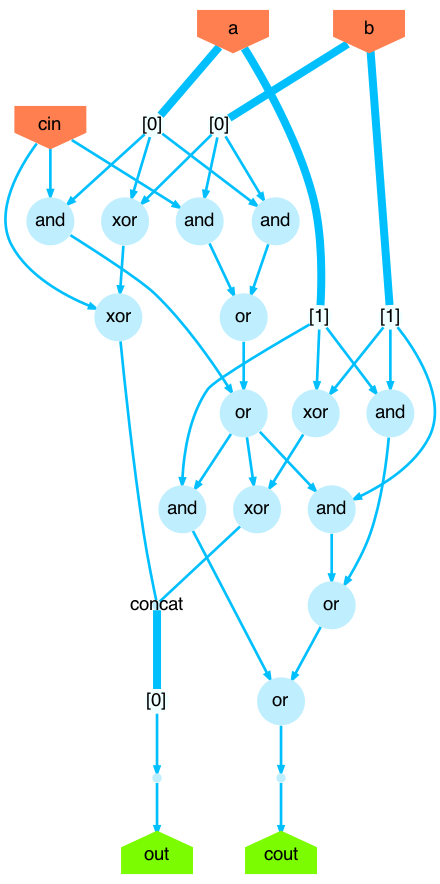 a b
cin [0] [0]
and xor and and
xor or [1] [1]
or xor and
and xor and
concat or
[0] or
out cout